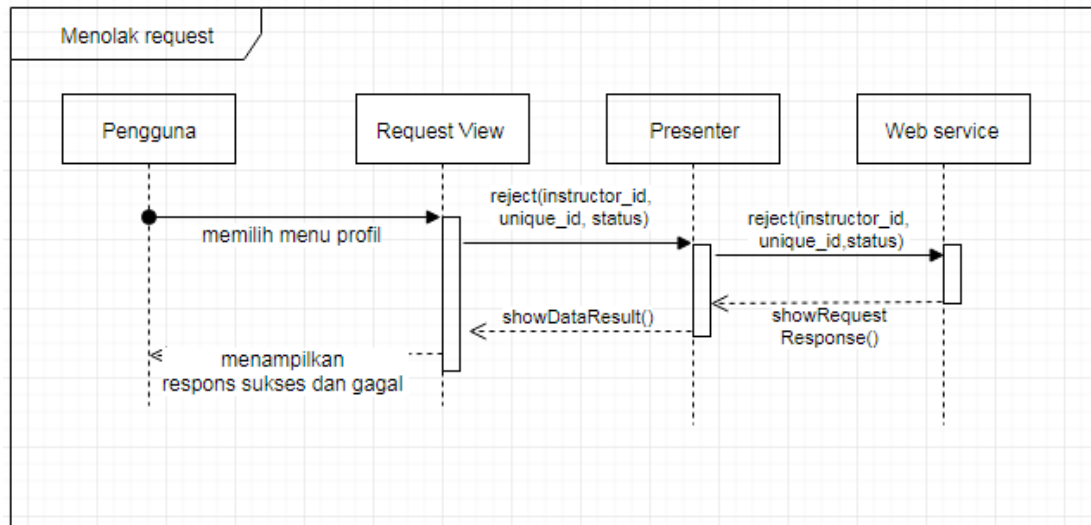 Menolak request
Pengguna
Request View
Presenter
Web service
reject(instructor_id,
unique_id, status)
reject(instructor_id,
unique_id,status)
memilih menu profil
showDataResult()
showRequest
Response()
menampilkan
respons sukses dan gagal